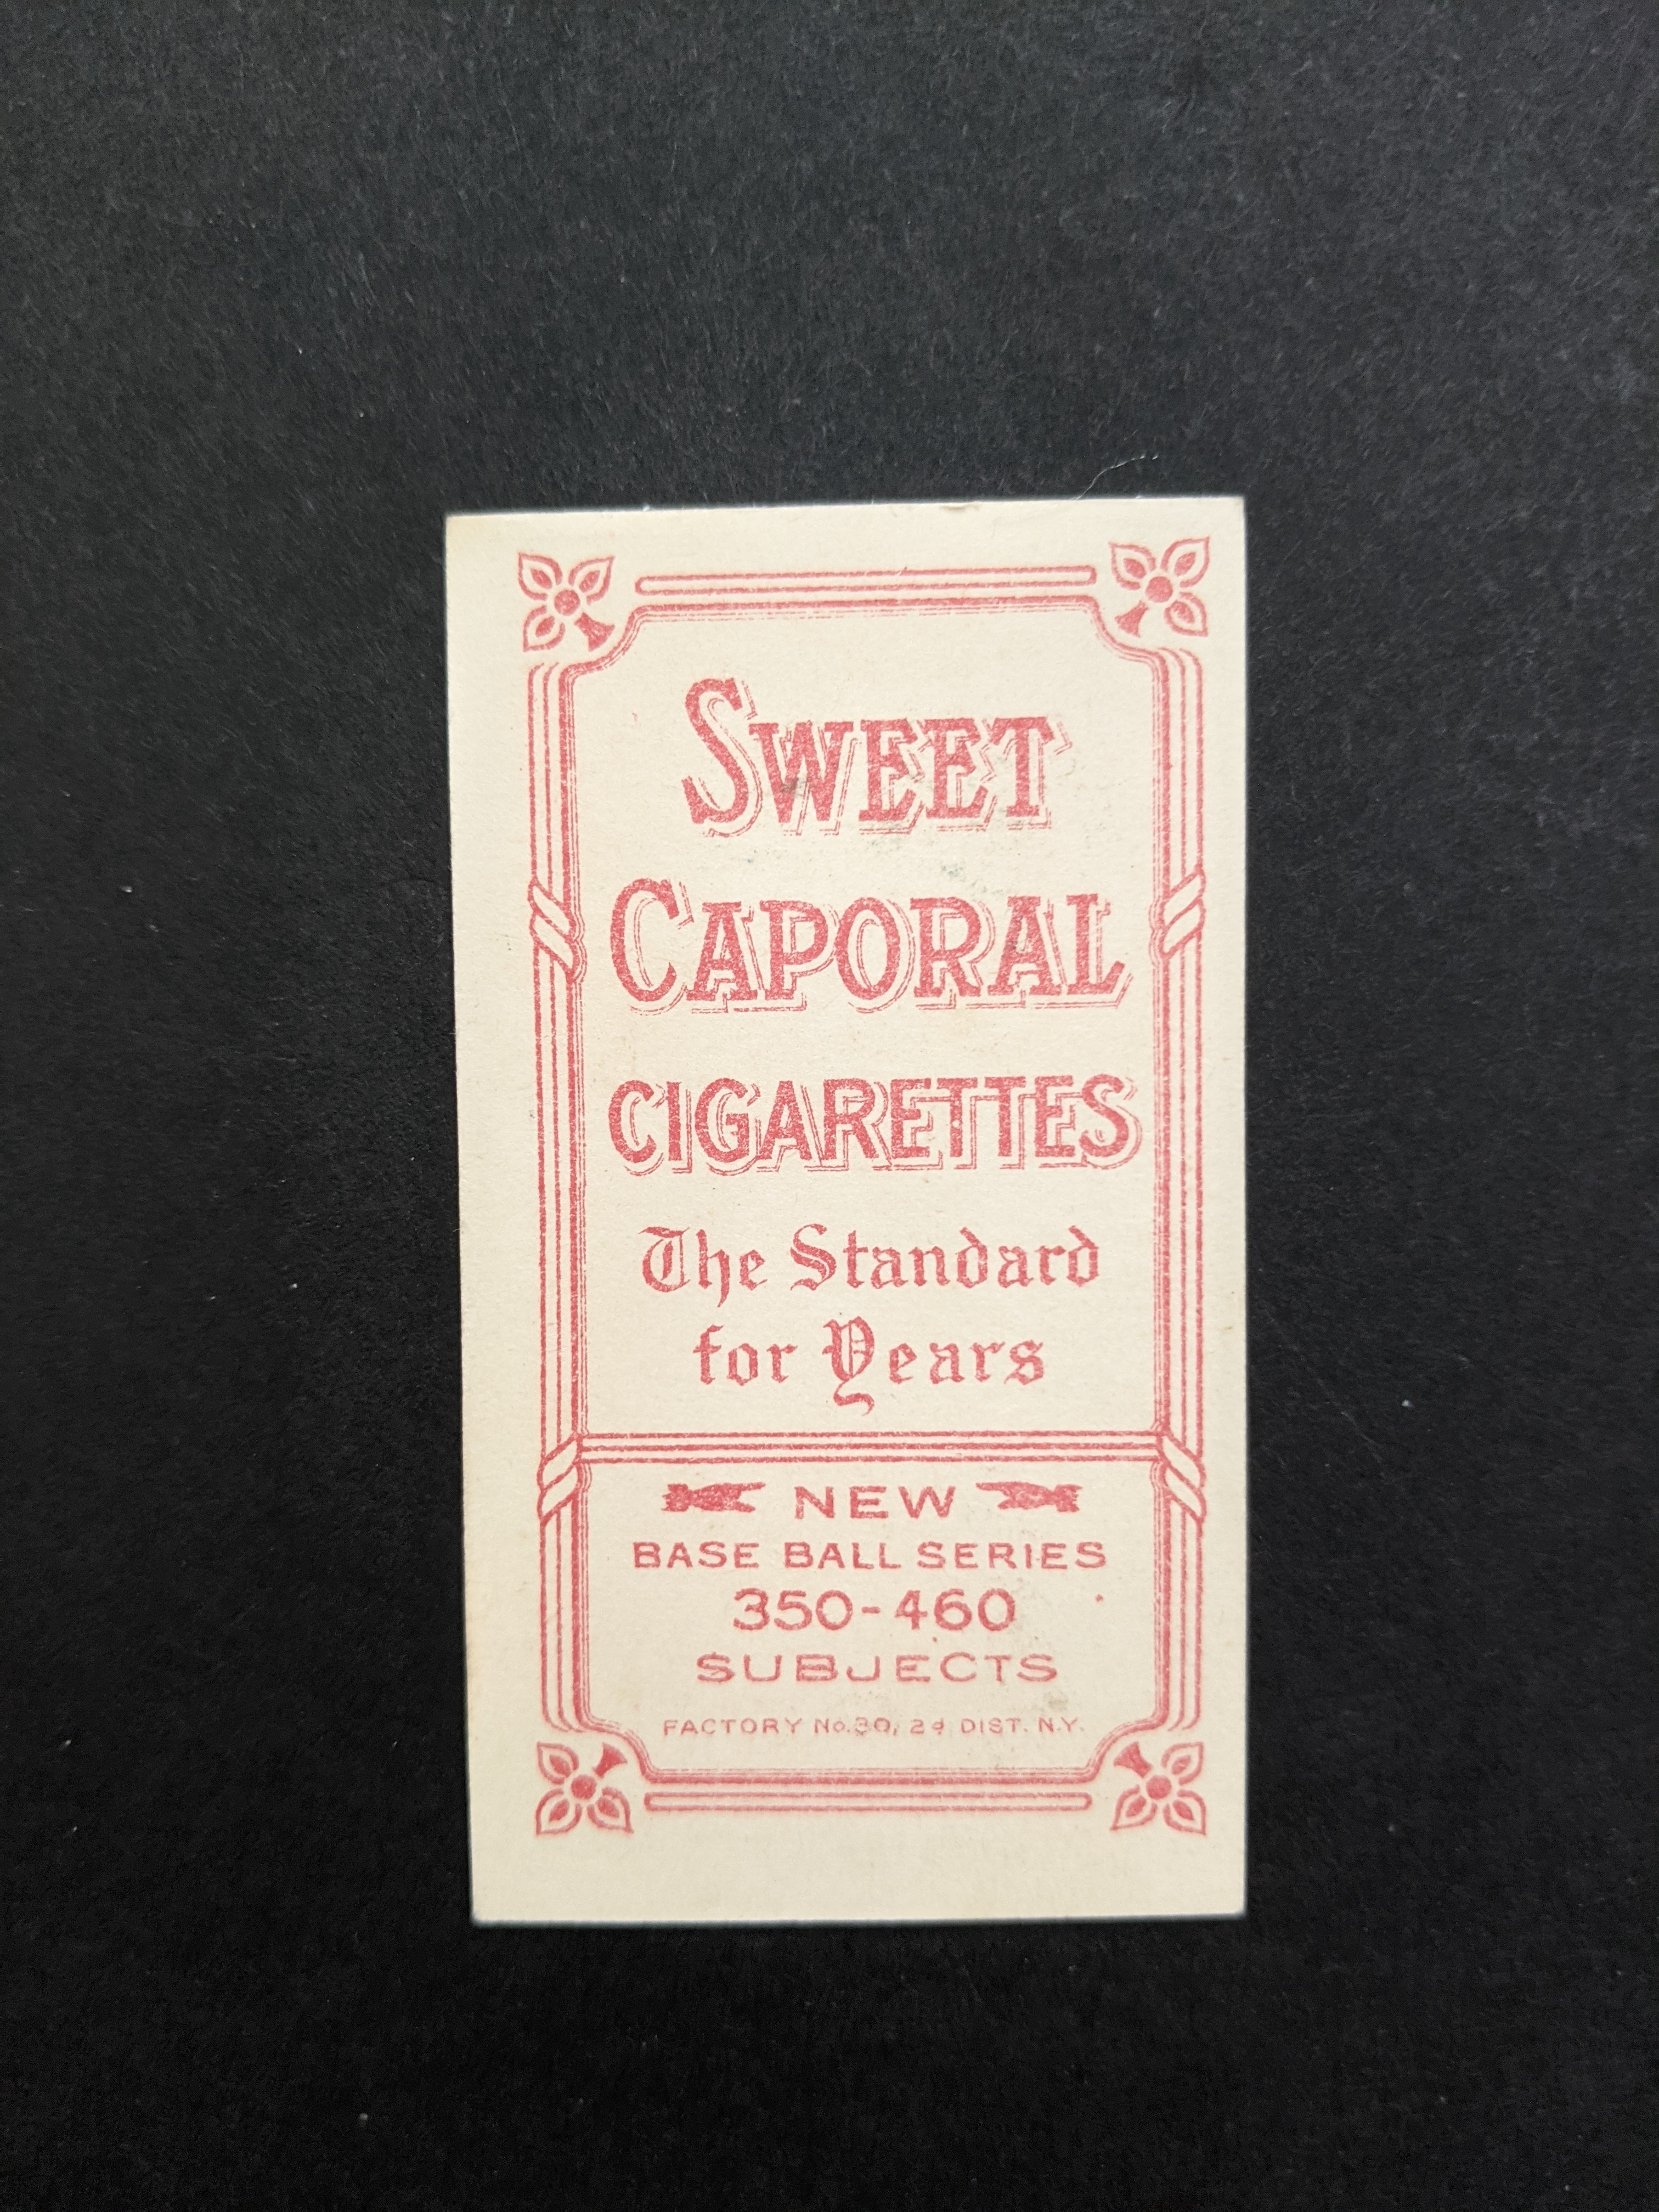 SWEET
CAPORAL
CIGARETTES
The Standard
for Years
NEW
BASE BALL SERIES
350-460
SUBJECTS
FACTORY No.30, 2d DIST. N.Y.